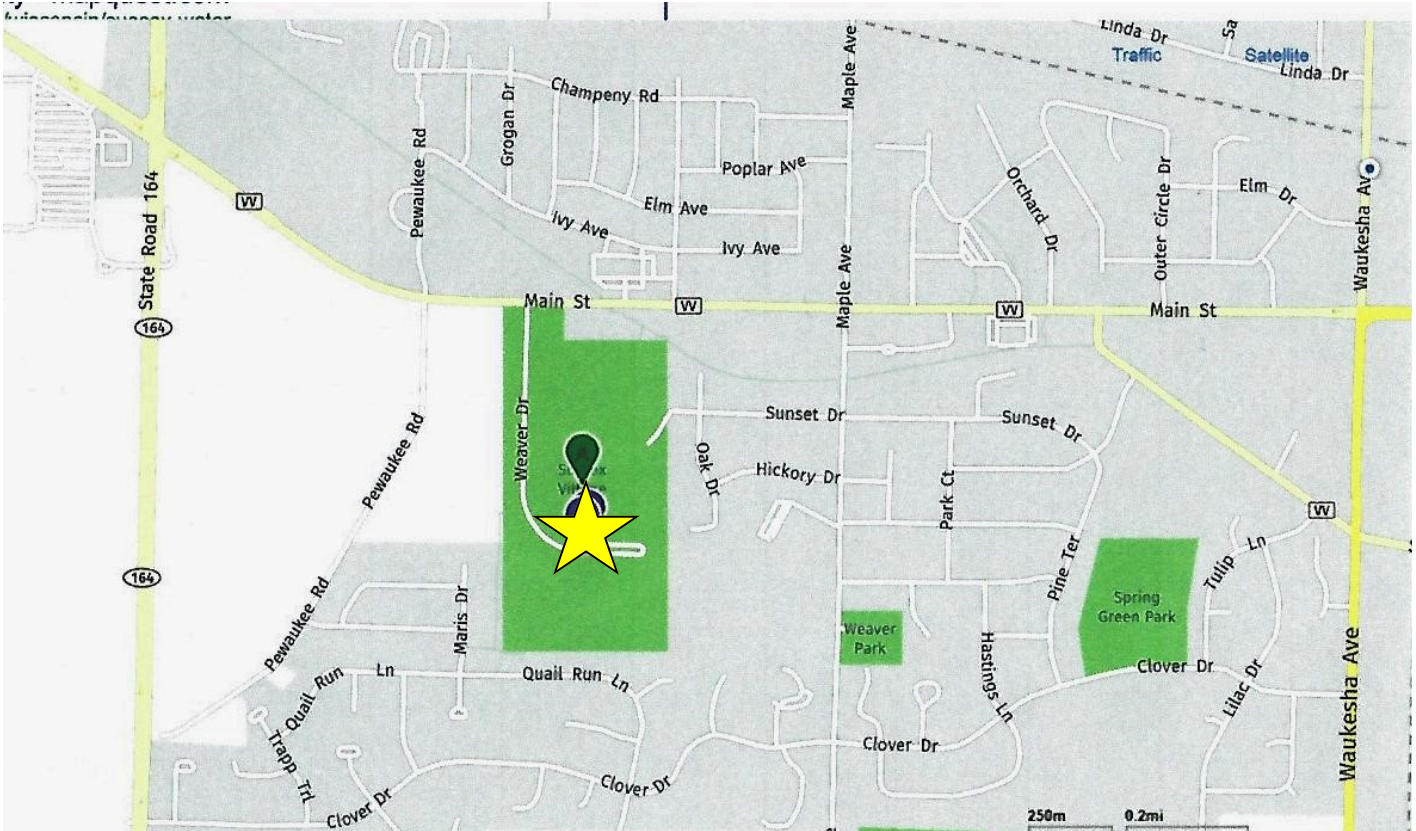 Linda Dr
Traffic
Satellite
Linda Dr
Maple Ave
Champeny Rd
Grogan Dr
Pewaukee Rd
Poplar Ave
State Road 164
VV
Elm Ave
Ivy Ave
Ivy Ave
Orchard Dr
Outer Circle Dr
Elm Dr
Waukesha Av
Maple Ave
Main St
VV
VV
Main St
164
Weaver Dr
Sunset Dr
Sunset Dr
Pewaukee Rd
Oak Dr
Hickory Dr
Park Ct
VV
164
Pewaukee Rd
Maris Dr
Pine Ter
Tulip Ln
Spring
Green Park
Weaver
Park
Hastings Ln
Clover Dr
Lilac Dr
Waukesha Ave
Quail Run Ln
Quail Run Ln
Trapp Trl
Clover Dr
Clover Dr
Clover Dr
250m
0.2mi